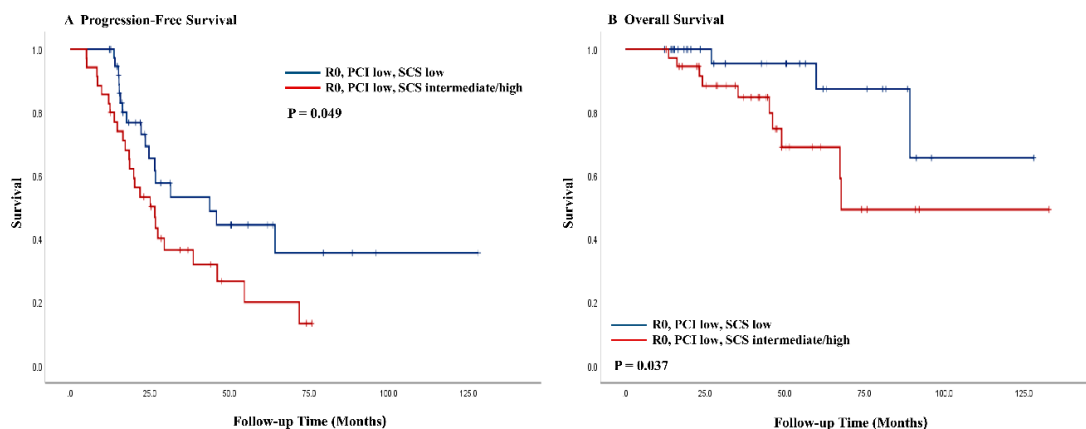 A Progression-Free Survival
1.0
0.8
0.6
0.4
0.2
0.0
Survival
R0, PCI low, SCS low
R0, PCI low, SCS intermediate/high
P = 0.049
.0 25.0 50.0 75.0 100.0 125.0
Follow-up Time (Months)
B Overall Survival
1.0
0.8
0.6
0.4
0.2
0.0
Survival
R0, PCI low, SCS low
R0, PCI low, SCS intermediate/high
P = 0.037
.0 25.0 50.0 75.0 100.0 125.0
Follow-up Time (Months)